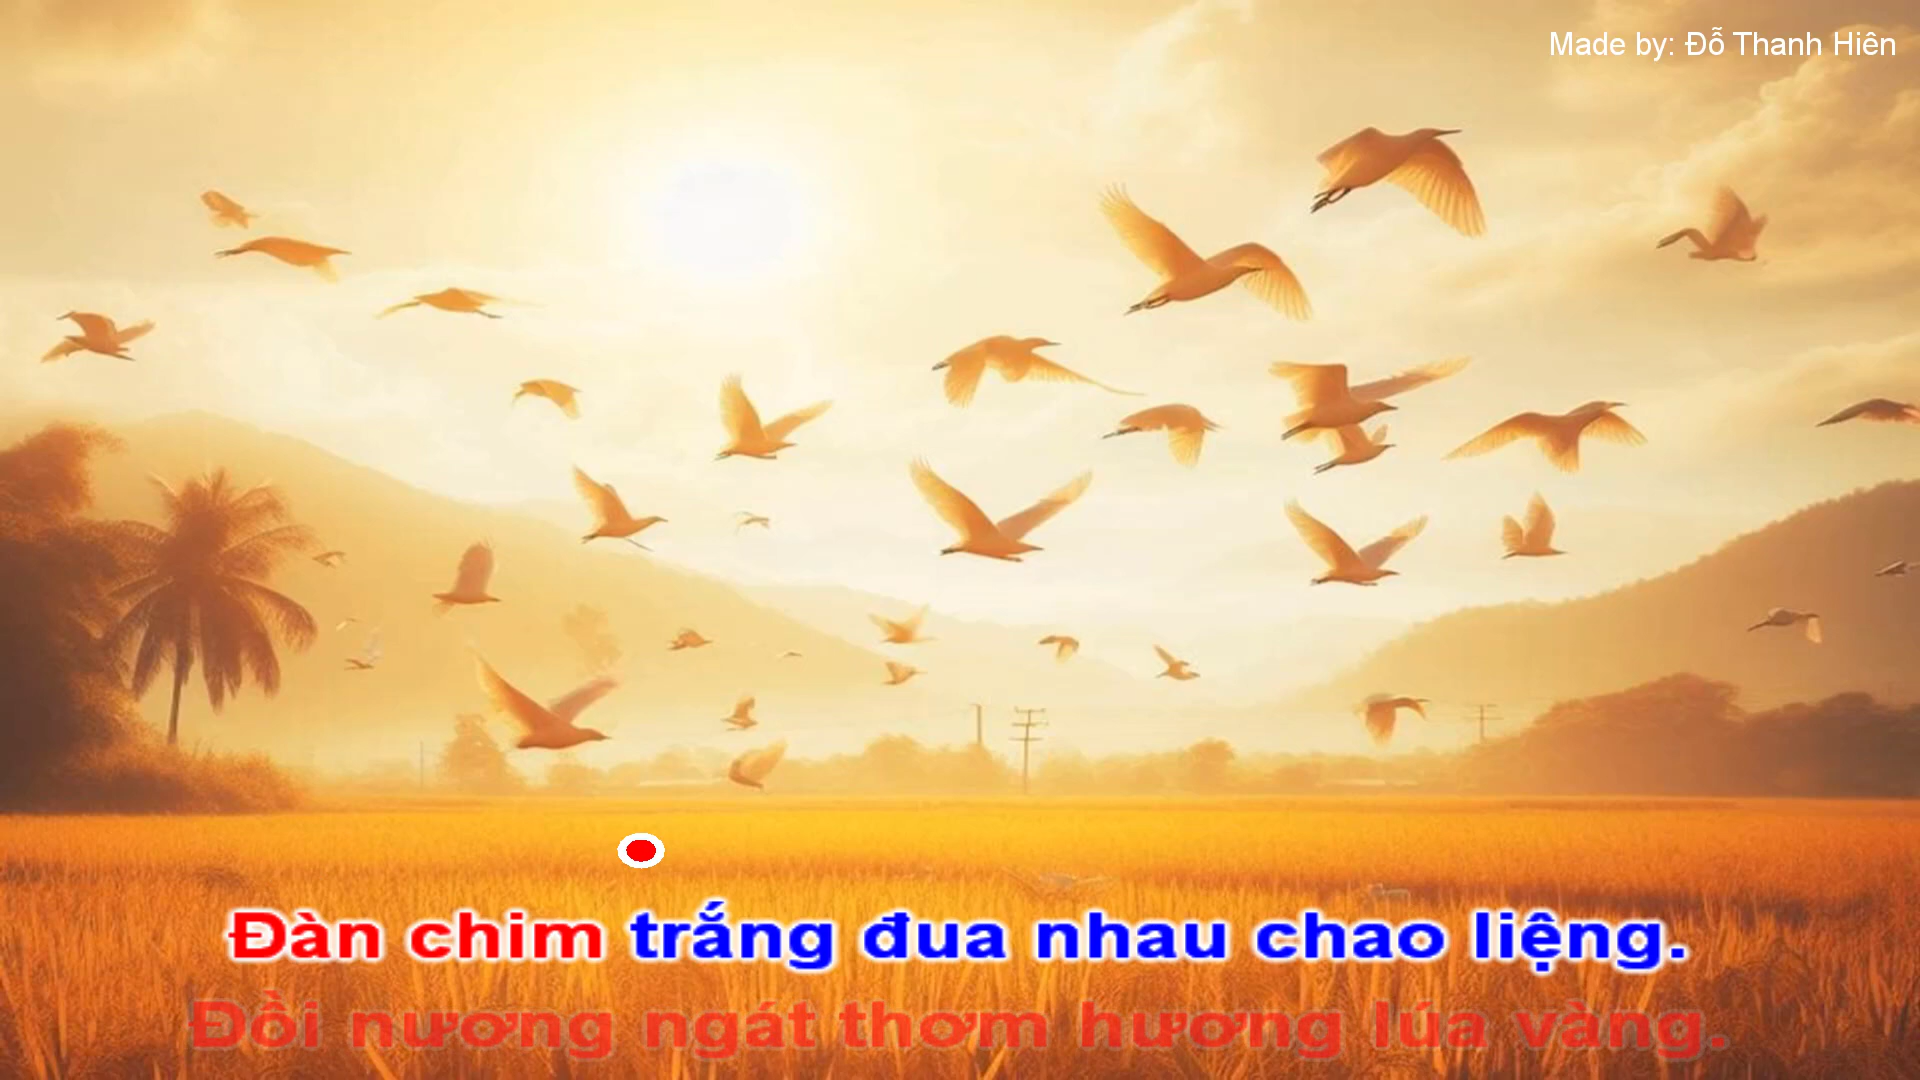 Made by: Đỗ Thanh Hiên
Đàn chim trắng đua nhau chao liệng.
Đồi nương ngát thơm hương lúa vàng.